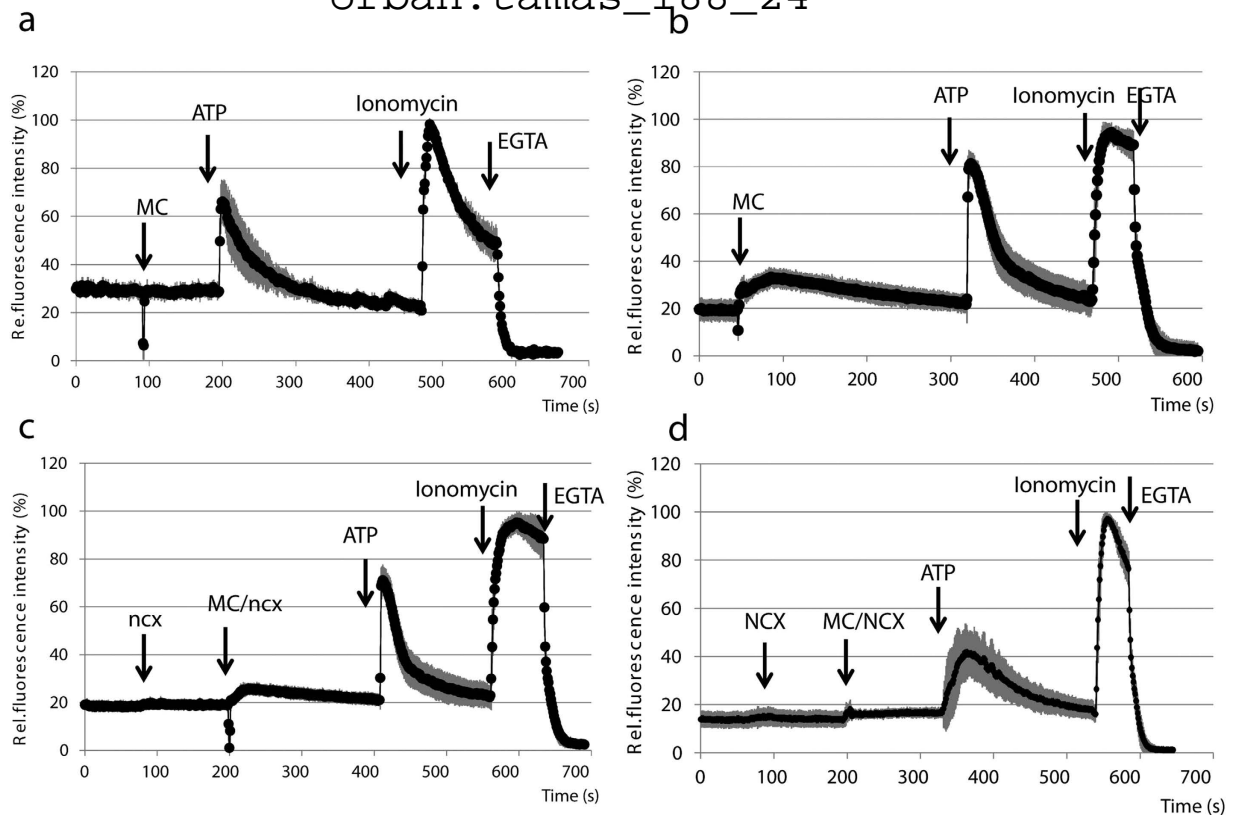 a
b
120
100
80
60
40
20
0
Re.fluorescence intensity (%)
MC
ATP
Ionomycin
EGTA
0 100 200 300 400 500 600 700
Time (s)
120
100
80
60
40
20
0
Rel.fluorescence intensity (%)
MC
ATP
Ionomycin
EGTA
0 100 200 300 400 500 600
Time (s)
c
120
100
80
60
40
20
0
Rel.fluorescence intensity (%)
ncx
MC/ncx
ATP
Ionomycin
EGTA
0 100 200 300 400 500 600 700
Time (s)
d
120
100
80
60
40
20
0
Rel.fluorescence intensity (%)
NCX
MC/NCX
ATP
Ionomycin
EGTA
0 100 200 300 400 500 600 700
Time (s)